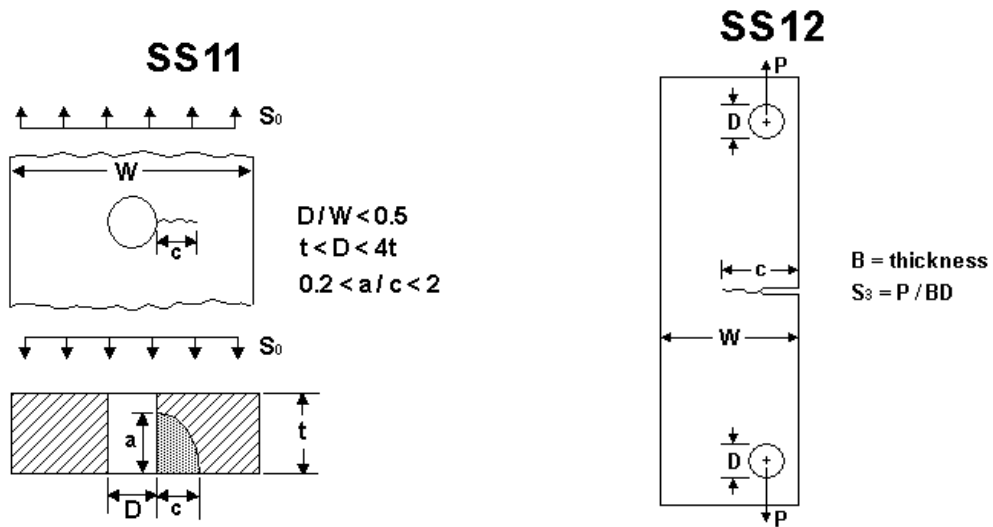 SS11
S₀
W
c
D/W<0.5
t<D<4t
0.2<a/c<2
S₀
a
t
D
c
SS12
P
D
c
B = thickness
S₃ = P/BD
W
D
P